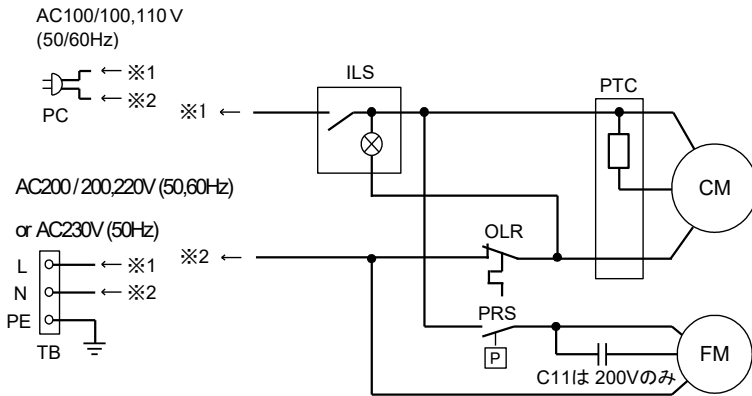 AC100/100,110 V
(50/60Hz)
※1
※2
PC
ILS
PTC
※1
CM
AC200 / 200,220V (50,60Hz)
or AC230V (50Hz)
OLR
※2
L
※1
N
※2
PE
TB
PRS
P
FM
C11は 200Vのみ